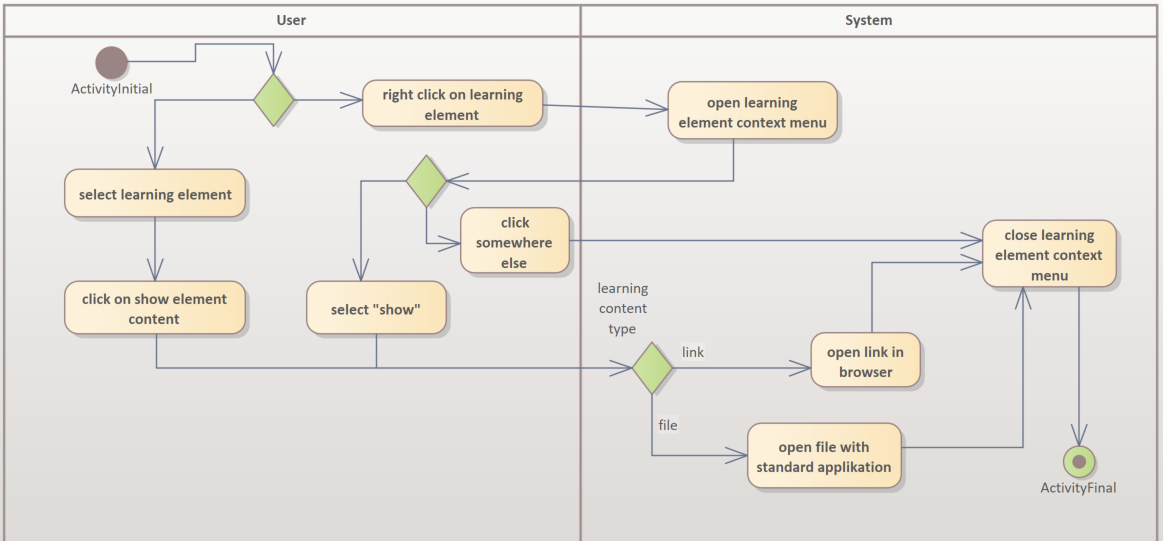 User
System
ActivityInitial
right click on learning
element
open learning
element context menu
select learning element
click
somewhere
else
close learning
element context
menu
click on show element
content
select "show"
learning
content
type
link
open link in
browser
file
open file with
standard applikation
ActivityFinal